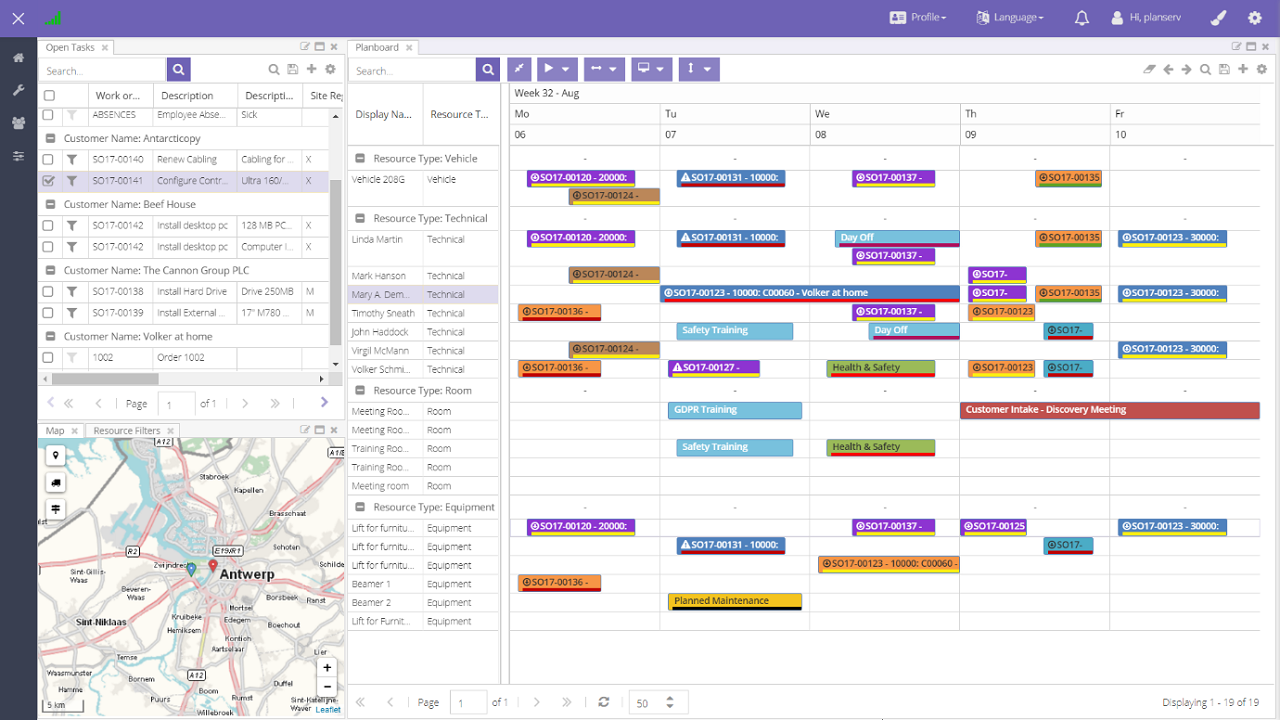 Profile
Language
Hi, planserv
Open Tasks
Search...
Work or...
Description
Descripti...
Site Re
ABSENCES
Employee Abse...
Sick
Customer Name: Antarcticopy
SO17-00140
Renew Cabling
Cabling for ...
X
SO17-00141
Configure Contr...
Ultra 160/...
X
Customer Name: Beef House
SO17-00142
Install desktop pc
128 MB PC...
X
SO17-00142
Install desktop pc
Computer I...
X
Customer Name: The Cannon Group PLC
SO17-00138
Install Hard Drive
Drive 250MB
M
SO17-00139
Install External ...
17" M780 ...
M
Customer Name: Volker at home
1002
Order 1002
Page
1
of 1
Map
Resource Filters
A12
A12
Stabroek
Kapellen
Brasschaat
R2
E19/R1
Schoten
Schilde
Sint-Gillis-
Waas
Zwijndrecht
Antwerp
Beveren-
Waas
Mortsel
Borsbeek
Ranst
Sint-Niklaas
Kruibeke
Edegem
Hemiksem
Kontich
Boechout
Aartselaar
Temse
Lier
Waasmunster
A12
Hamme
Bornem
Boom
Rumst
Duffel
Puurs
Willebroek
Sint-Katelijne-
Waver
5 km
+
−
Leaflet
Planboard
Search...
Display Na...
Resource T...
Week 32 - Aug
Mo
Tu
We
Th
Fr
06
07
08
09
10
Resource Type: Vehicle
-
-
-
-
-
Vehicle 208G
Vehicle
SO17-00120 - 20000:
SO17-00131 - 10000:
SO17-00137 -
SO17-00135
SO17-00124 -
Resource Type: Technical
-
-
-
-
-
Linda Martin
Technical
SO17-00120 - 20000:
SO17-00131 - 10000:
Day Off
SO17-00135
SO17-00123 - 30000:
SO17-00137 -
Mark Hanson
Technical
SO17-00124 -
SO17-
Mary A. Dem...
Technical
SO17-00123 - 10000: C00060 - Volker at home
SO17-
SO17-00135
SO17-00123 - 30000:
Timothy Sneath
Technical
SO17-00136 -
SO17-00137 -
SO17-00123
John Haddock
Technical
Safety Training
Day Off
SO17-
Virgil McMann
Technical
SO17-00124 -
SO17-00123 - 30000:
Volker Schmi...
Technical
SO17-00136 -
SO17-00127 -
Health & Safety
SO17-00123
SO17-
Resource Type: Room
-
-
-
-
-
Meeting Roo...
Room
GDPR Training
Customer Intake - Discovery Meeting
Meeting Roo...
Room
Training Roo...
Room
Safety Training
Health & Safety
Training Roo...
Room
Meeting room
Room
Resource Type: Equipment
-
-
-
-
-
Lift for furnitu...
Equipment
SO17-00120 - 20000:
SO17-00137 -
SO17-00125
SO17-00123 - 30000:
Lift for furnitu...
Equipment
SO17-00131 - 10000:
SO17-
Lift for furnitu...
Equipment
SO17-00123 - 10000: C00060 -
Beamer 1
Equipment
SO17-00136 -
Beamer 2
Equipment
Planned Maintenance
Lift for Furnit...
Equipment
Page
1
of 1
50
Displaying 1 - 19 of 19